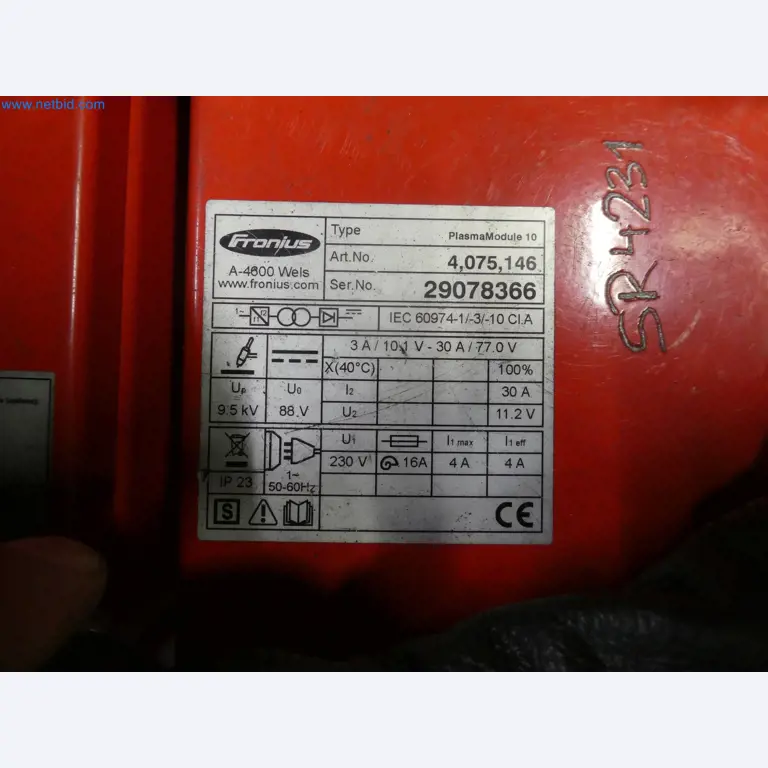 www.netbid.com
SR 4231
Fronius
A-4600 Wels
www.fronius.com
Type PlasmaModule 10
Art.No. 4,075,146
Ser.No. 29078366
1~ IEC 60974-1/-3/-10 Cl.A
3 A / 10.1 V - 30 A / 77.0 V
X(40°C) 100%
Up U0 I2 30 A
9.5 kV 88 V U2 11.2 V
U1 I1 max I1 eff
230 V 16A 4 A 4 A
IP 23 1~
50-60Hz
S CE